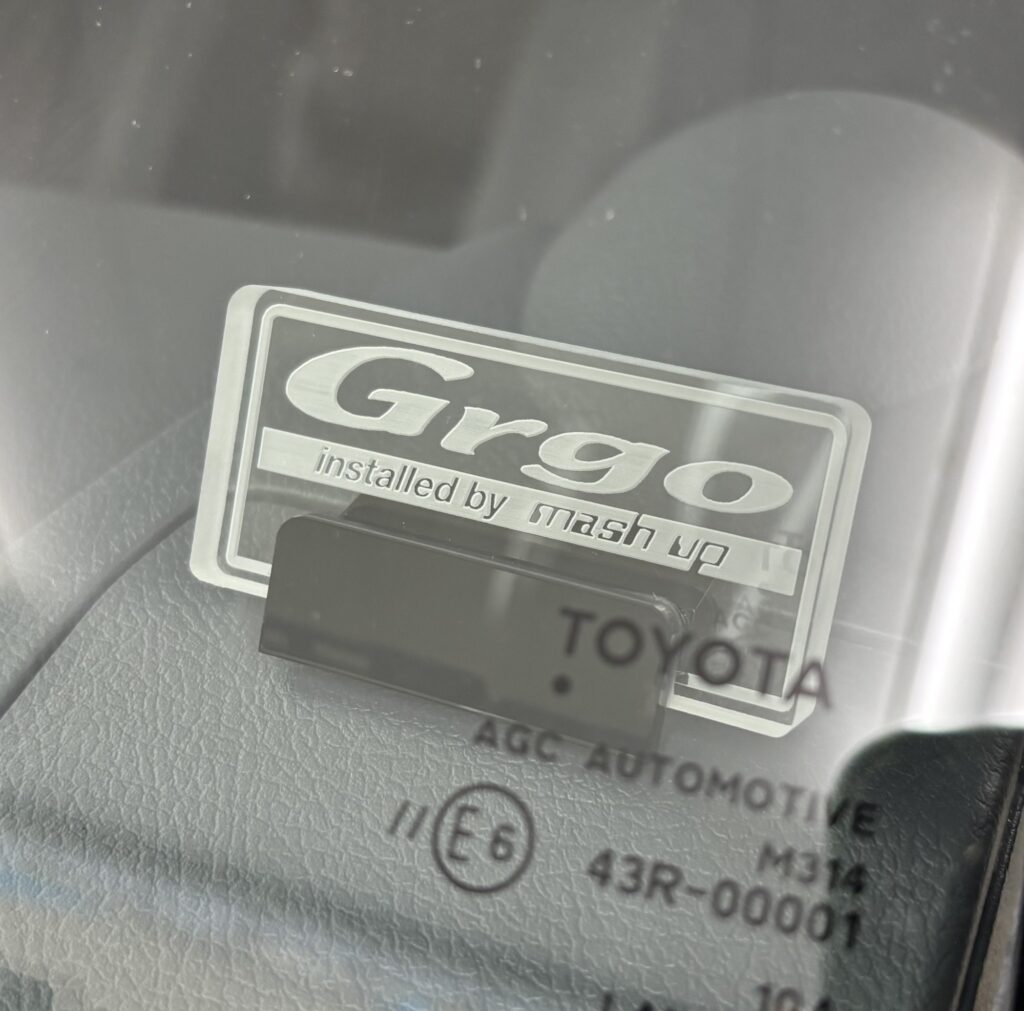 Grgo
installed by mash up
TOYOTA
AGC AUTOMOTIVE
M314
//
E6
43R-00001